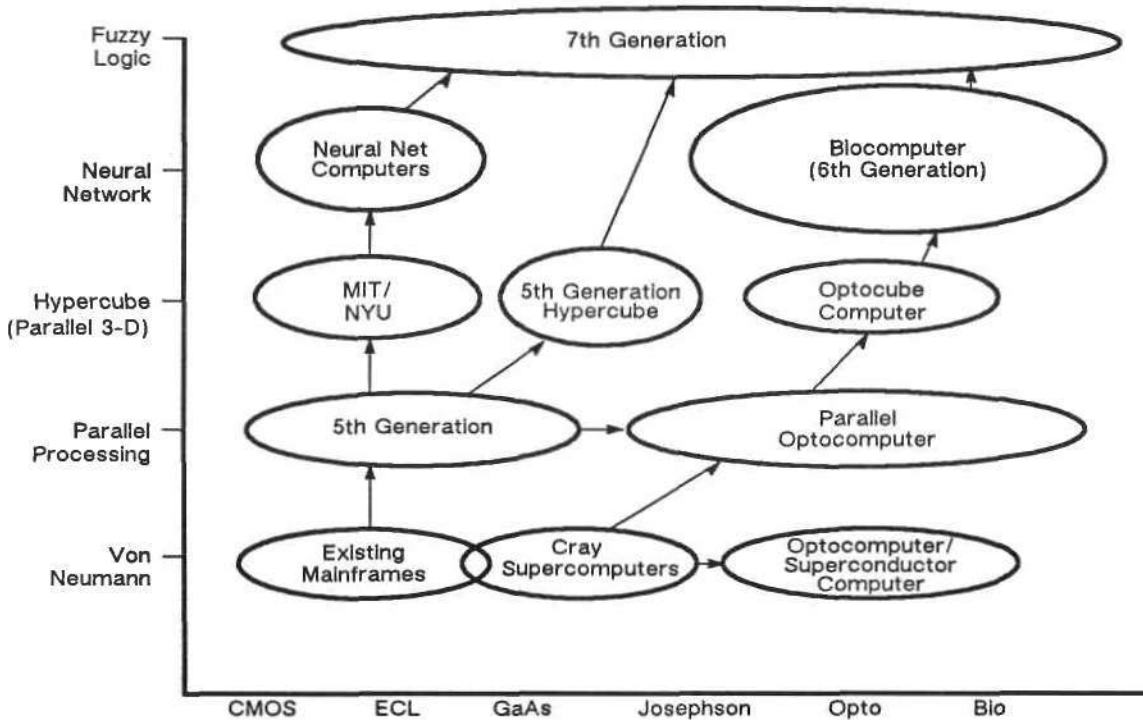 Fuzzy
Logic
7th Generation
Neural
Network
Neural Net
Computers
Biocomputer
(6th Generation)
Hypercube
(Parallel 3-D)
MIT/
NYU
5th Generation
Hypercube
Optocube
Computer
Parallel
Processing
5th Generation
Parallel
Optocomputer
Von
Neumann
Existing
Mainframes
Cray
Supercomputers
Optocomputer/
Superconductor
Computer
CMOS ECL GaAs Josephson Opto Bio